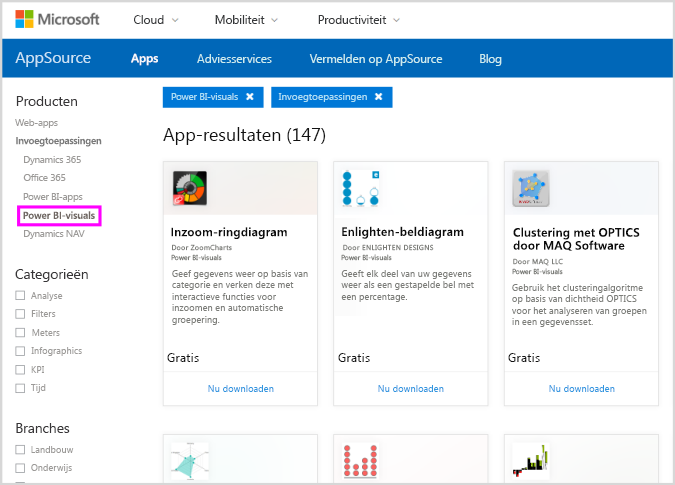 Microsoft Cloud Mobiliteit Productiviteit
AppSource Apps Adviesservices Vermelden op AppSource Blog
Producten
Web-apps
Invoegtoepassingen
Dynamics 365
Office 365
Power BI-apps
Power BI-visuals
Dynamics NAV
Categorieën
Analyse
Filters
Meters
Infographics
KPI
Tijd
Branches
Landbouw
Onderwijs
Power BI-visuals ✖ Invoegtoepassingen ✖
App-resultaten (147)
Inzoom-ringdiagram
Door ZoomCharts
Power BI-visuals
Geef gegevens weer op basis van
categorie en verken deze met
interactieve functies voor
inzoomen en automatische
groepering.
Gratis
Nu downloaden
Enlighten-beldiagram
Door ENLIGHTEN DESIGNS
Power BI-visuals
Geeft elk deel van uw gegevens
weer als een gestapelde bel met
een percentage.
Gratis
Nu downloaden
Clustering met OPTICS
door MAQ Software
Door MAQ LLC
Power BI-visuals
Gebruik het clusteringalgoritme
op basis van dichtheid OPTICS
voor het analyseren van groepen
in een gegevensset.
Gratis
Nu downloaden